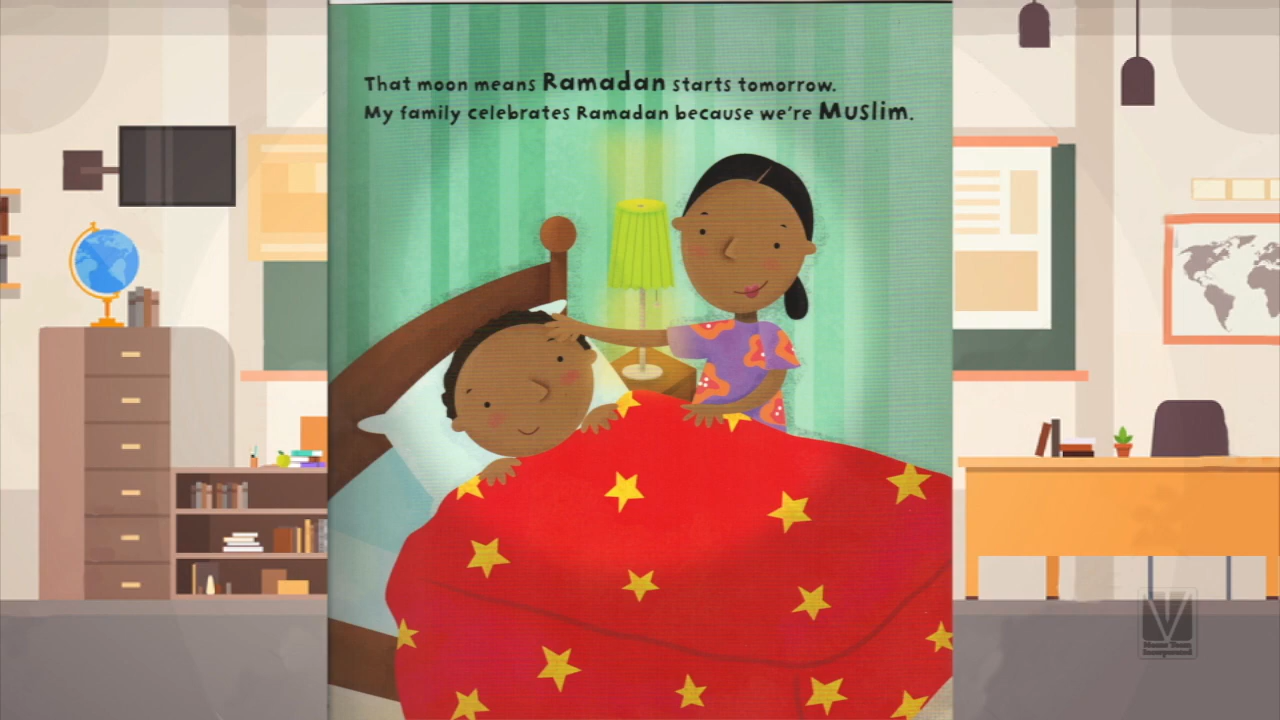 That moon means Ramadan starts tomorrow.
My family celebrates Ramadan because we're Muslim.